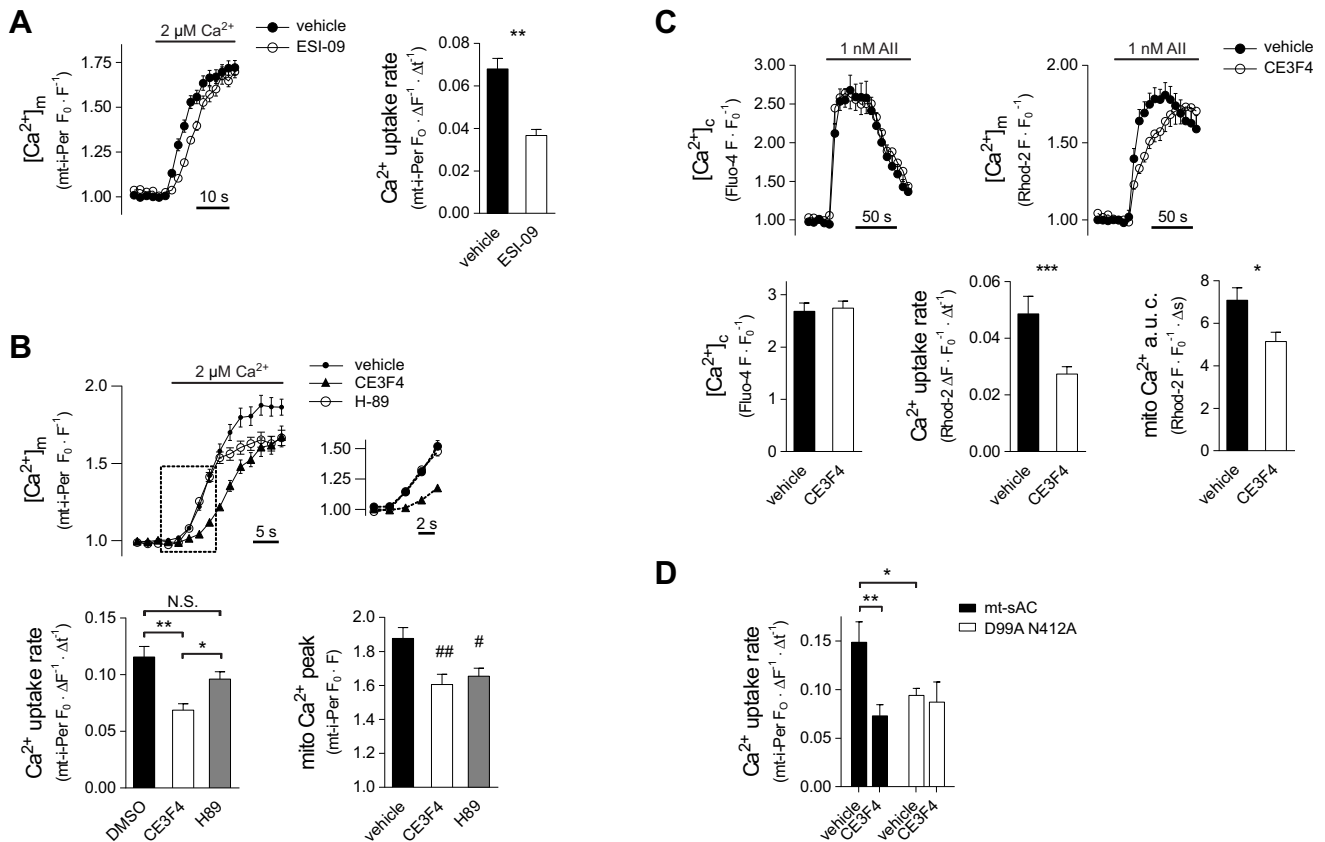 A
2 µM Ca²⁺
vehicle
ESI-09
[Ca²⁺]ₘ
(mt-i-Per F₀ · F⁻¹)
1.75
1.50
1.25
1.00
10 s
**
Ca²⁺ uptake rate
(mt-i-Per F₀ · ΔF⁻¹ · Δt⁻¹)
0.08
0.04
0.00
vehicle
ESI-09
B
2 µM Ca²⁺
vehicle
CE3F4
H-89
[Ca²⁺]ₘ
(mt-i-Per F₀ · F⁻¹)
2.0
1.5
1.0
5 s
1.50
1.25
1.00
2 s
Ca²⁺ uptake rate
(mt-i-Per F₀ · ΔF⁻¹ · Δt⁻¹)
0.15
0.10
0.05
0.00
N.S.
**
*
DMSO
CE3F4
H89
mito Ca²⁺ peak
(mt-i-Per F₀ · F)
2.0
1.8
1.6
1.4
1.2
1.0
##
#
vehicle
CE3F4
H89
C
1 nM AII
[Ca²⁺]c
(Fluo-4 F · F₀⁻¹)
3.00
2.50
2.00
1.50
1.00
50 s
1 nM AII
vehicle
CE3F4
[Ca²⁺]ₘ
(Rhod-2 F · F₀⁻¹)
2.00
1.50
1.00
50 s
[Ca²⁺]c
(Fluo-4 F · F₀⁻¹)
3
2
1
0
vehicle
CE3F4
***
Ca²⁺ uptake rate
(Rhod-2 ΔF · F₀⁻¹ · Δt⁻¹)
0.06
0.04
0.02
0.00
vehicle
CE3F4
*
mito Ca²⁺ a.u.c.
(Rhod-2 F · F₀⁻¹ · Δs)
8
6
4
2
0
vehicle
CE3F4
D
*
**
mt-sAC
D99A N412A
Ca²⁺ uptake rate
(mt-i-Per F₀ · ΔF⁻¹ · Δt⁻¹)
0.15
0.10
0.05
0.00
vehicle
CE3F4
vehicle
CE3F4